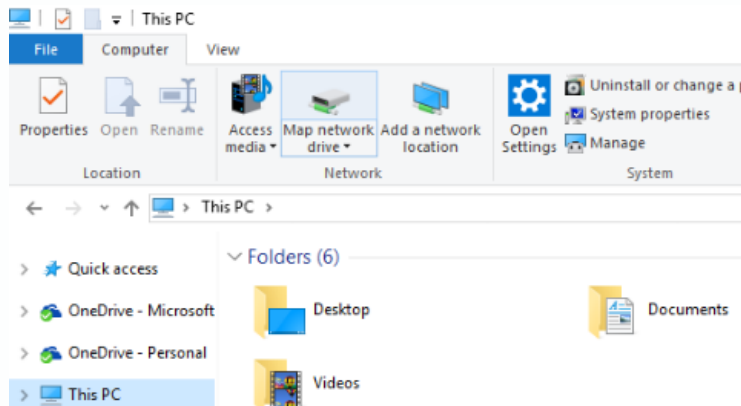 This PC
File Computer View
Properties Open Rename Access media Map network drive Add a network location Open Settings Uninstall or change a
System properties
Manage
Location Network System
This PC
Quick access
OneDrive - Microsoft
OneDrive - Personal
This PC
Folders (6)
Desktop Documents
Videos